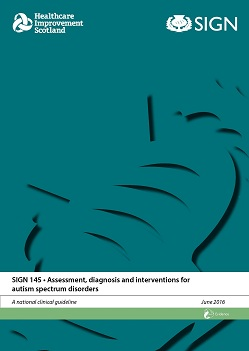 Healthcare
Improvement
Scotland
SIGN
SIGN 145 • Assessment, diagnosis and interventions for
autism spectrum disorders
A national clinical guideline
June 2016
Evidence